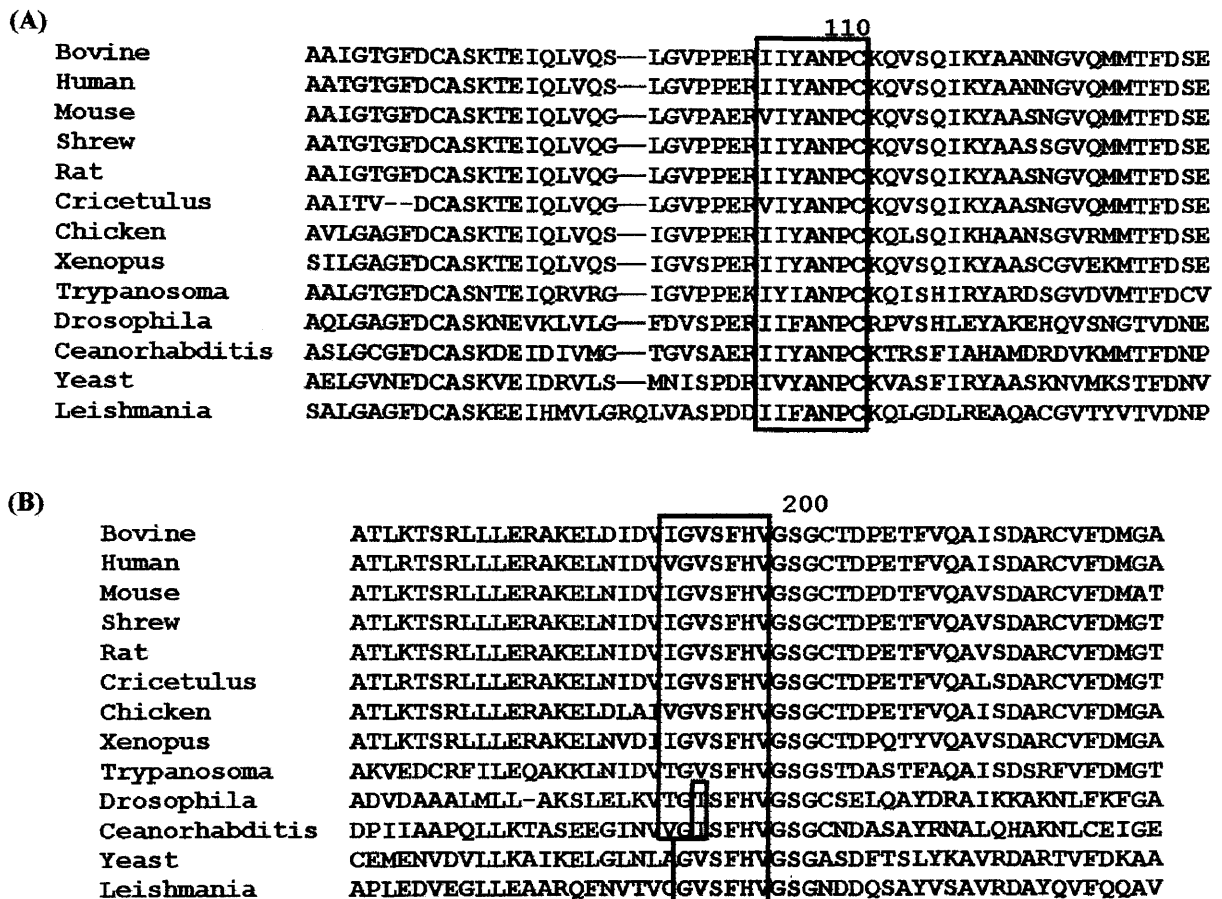 (A)
110
Bovine AAIGTGFDCASKTEIQLVQS—LGVPPERIIYANPCKQVSQIKYAANNGVQMMTFDSE
Human AATGTGFDCASKTEIQLVQS—LGVPPERIIYANPCKQVSQIKYAANNGVQMMTFDSE
Mouse AAIGTGFDCASKTEIQLVQG—LGVPAERVIYANPCKQVSQIKYAASNGVQMMTFDSE
Shrew AATGTGFDCASKTEIQLVQG—LGVPPERIIYANPCKQVSQIKYAASSGVQMMTFDSE
Rat AAIGTGFDCASKTEIQLVQG—LGVPPERIIYANPCKQVSQIKYAASNGVQMMTFDSE
Cricetulus AAITV--DCASKTEIQLVQG—LGVPPERVIYANPCKQVSQIKYAASNGVQMMTFDSE
Chicken AVLGAGFDCASKTEIQLVQS—IGVPPERIIYANPCKQLSQIKHAANSGVRMMTFDSE
Xenopus SILGAGFDCASKTEIQLVQS—IGVSPERIIYANPCKQVSQIKYAASCGVEKMTFDSE
Trypanosoma AALGTGFDCASNTEIQRVRG—IGVPPEKIYIANPCKQISHIRYARDSGVDVMTFDCV
Drosophila AQLGAGFDCASKNEVKLVLG—FDVSPERIIFANPCRPVSHLEYAKEHQVSNGTVDNE
Ceanorhabditis ASLGCGFDCASKDEIDIVMG—TGVSAERIIYANPCKTRSFIAHAMDRDVKMMTFDNP
Yeast AELGVNFDCASKVEIDRVLS—MNISPDRIVYANPCKVASFIRYAASKNVMKSTFDNV
Leishmania SALGAGFDCASKEEIHMVLGRQLVASPDDIIFANPCKQLGDLREAQACGVTYVTVDNP
(B)
200
Bovine ATLKTSRLLLERAKELDIDVIGVSFHVGSGCTDPETFVQAISDARCVFDMGA
Human ATLRTSRLLLERAKELNIDVVGVSFHVGSGCTDPETFVQAISDARCVFDMGA
Mouse ATLKTSRLLLERAKELNIDVIGVSFHVGSGCTDPDTFVQAVSDARCVFDMAT
Shrew ATLKTSRLLLERAKELNIDVIGVSFHVGSGCTDPETFVQAVSDARCVFDMGT
Rat ATLKTSRLLLERAKELNIDVIGVSFHVGSGCTDPETFVQAVSDARCVFDMGT
Cricetulus ATLRTSRLLLERAKELNIDVIGVSFHVGSGCTDPETFVQALSDARCVFDMGT
Chicken ATLKTSRLLLERAKELDLAIVGVSFHVGSGCTDPETFVQAISDARCVFDMGA
Xenopus ATLKTSRLLLERAKELNVDIIGVSFHVGSGCTDPQTYVQAVSDARCVFDMGA
Trypanosoma AKVEDCRFILEQAKKLNIDVTGVSFHVGSGSTDASTFAQAISDSRFVFDMGT
Drosophila ADVDAAALMLL-AKSLELKVTGISFHVGSGCSELQAYDRAIKKAKNLFKFGA
Ceanorhabditis DPIIAAPQLLKTASEEGINVVGISFHVGSGCNDASAYRNALQHAKNLCEIGE
Yeast CEMENVDVLLKAIKELGLNLAGVSFHVGSGASDFTSLYKAVRDARTVFDKAA
Leishmania APLEDVEGLLEAARQFNVTVCGVSFHVGSGNDDQSAYVSAVRDAYQVFQQAV